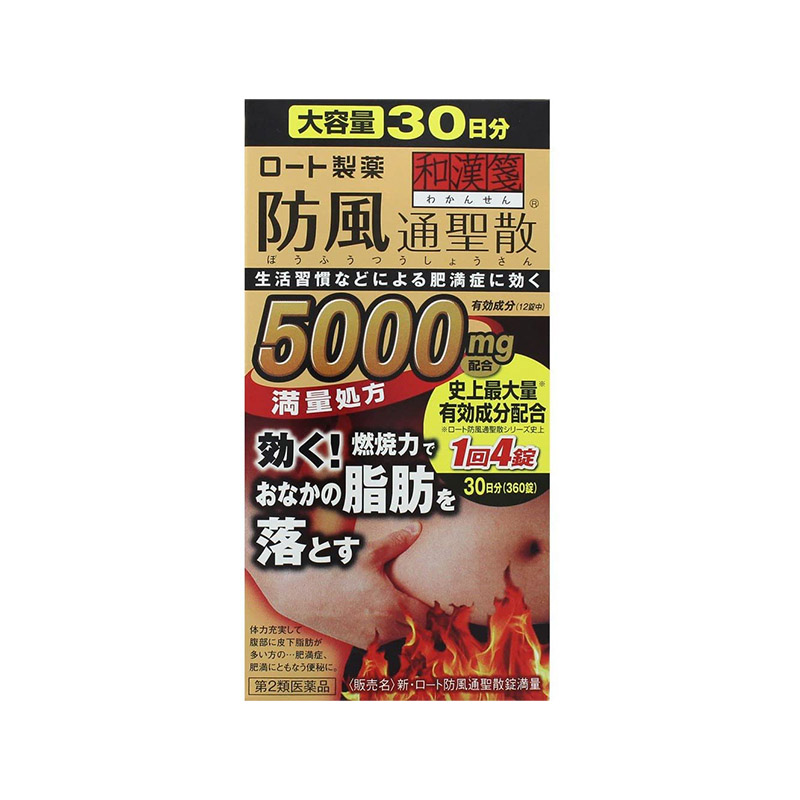 大容量30日分
ロート製薬
和漢箋
わかんせん
®
防風通聖散
ぼうふうつうしょうさん
生活習慣などによる肥満症に効く
有効成分(12錠中)
5000mg
配合
満量処方
史上最大量※
有効成分配合
※ロート防風通聖散シリーズ史上
1回4錠
30日分(360錠)
効く!燃焼力で
おなかの脂肪を
落とす
体力充実して
腹部に皮下脂肪が
多い方の…肥満症、
肥満にともなう便秘に。
第2類医薬品
〈販売名〉新・ロート防風通聖散錠満量